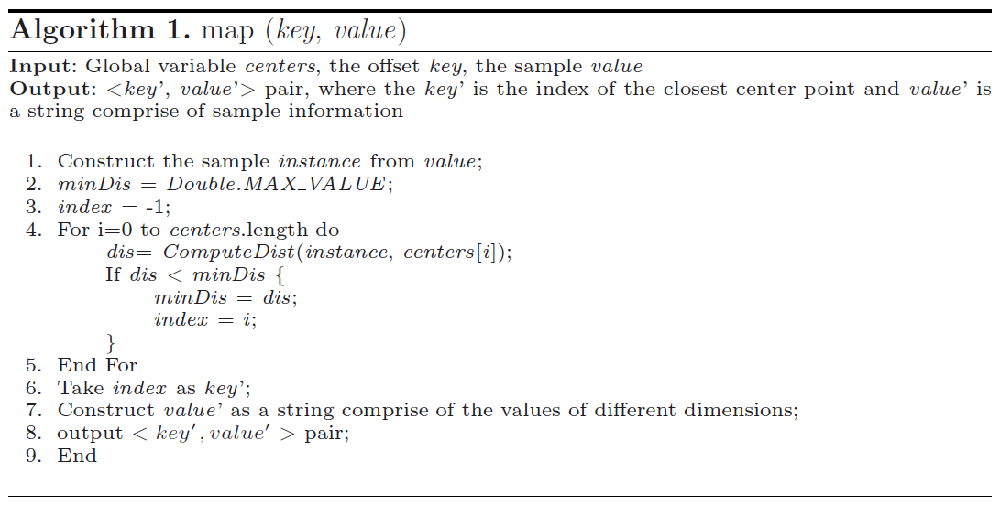 Algorithm 1. map (key, value)
Input: Global variable centers, the offset key, the sample value
Output: <key’, value’> pair, where the key’ is the index of the closest center point and value’ is
a string comprise of sample information
1. Construct the sample instance from value;
2. minDis = Double.MAX_VALUE;
3. index = -1;
4. For i=0 to centers.length do
dis= ComputeDist(instance, centers[i]);
If dis < minDis {
minDis = dis;
index = i;
}
5. End For
6. Take index as key’;
7. Construct value’ as a string comprise of the values of different dimensions;
8. output < key′, value′ > pair;
9. End